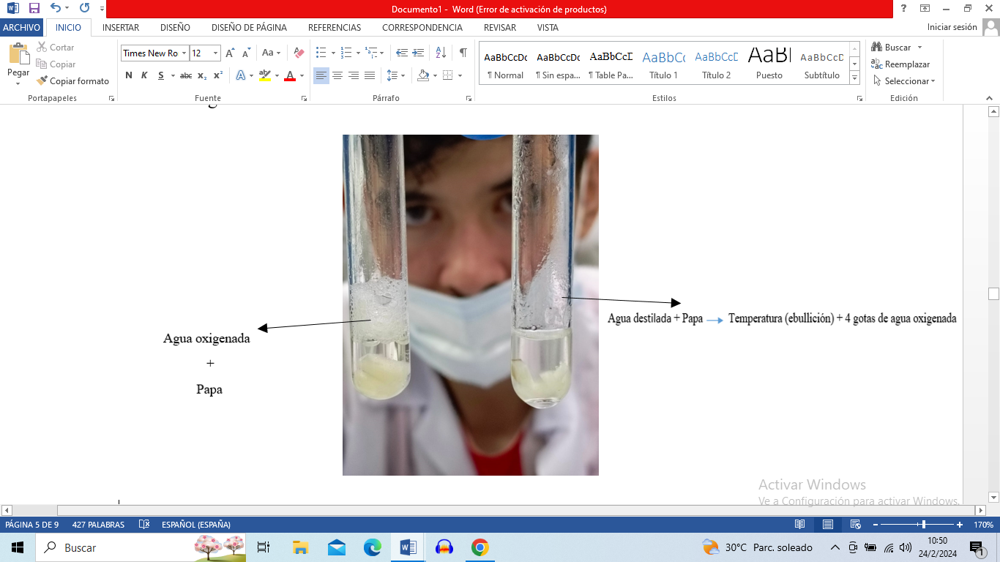 Documento1 - Word (Error de activación de productos)
ARCHIVO INICIO INSERTAR DISEÑO DISEÑO DE PÁGINA REFERENCIAS CORRESPONDENCIA REVISAR VISTA Iniciar sesión
Pegar
Cortar
Copiar
Copiar formato
Portapapeles
Times New Ro 12
N K S abc x₂ x²
Fuente
Párrafo
AaBbCcDc AaBbCcDc AaBbCcD AaBbCc AaBbCcD AaBl AaBbCcD
¶ Normal ¶ Sin espa... ¶ Table Pa... Título 1 Título 2 Puesto Subtítulo
Estilos
Buscar
Reemplazar
Seleccionar
Edición
Agua oxigenada
+
Papa
Agua destilada + Papa → Temperatura (ebullición) + 4 gotas de agua oxigenada
Activar Windows
Ve a Configuración para activar Windows.
PÁGINA 5 DE 9 427 PALABRAS ESPAÑOL (ESPAÑA) 170%
Buscar
30°C Parc. soleado
10:50
24/2/2024
1